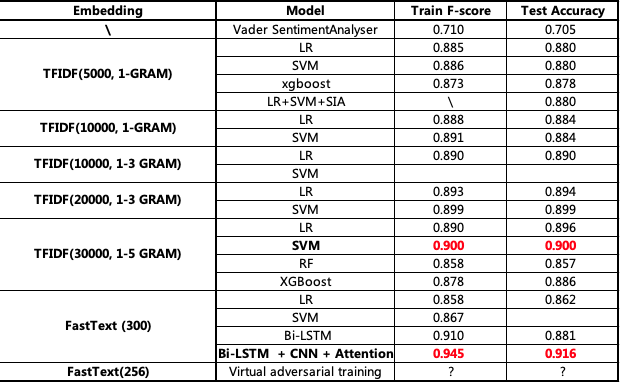 Embedding Model Train F-score Test Accuracy
\ Vader SentimentAnalyser 0.710 0.705
TFIDF(5000, 1-GRAM) LR 0.885 0.880
SVM 0.886 0.880
xgboost 0.873 0.878
LR+SVM+SIA \ 0.880
TFIDF(10000, 1-GRAM) LR 0.888 0.884
SVM 0.891 0.884
TFIDF(10000, 1-3 GRAM) LR 0.890 0.890
SVM
TFIDF(20000, 1-3 GRAM) LR 0.893 0.894
SVM 0.899 0.899
TFIDF(30000, 1-5 GRAM) LR 0.890 0.896
SVM 0.900 0.900
RF 0.858 0.857
XGBoost 0.878 0.886
FastText (300) LR 0.858 0.862
SVM 0.867
Bi-LSTM 0.910 0.881
Bi-LSTM + CNN + Attention 0.945 0.916
FastText(256) Virtual adversarial training ? ?